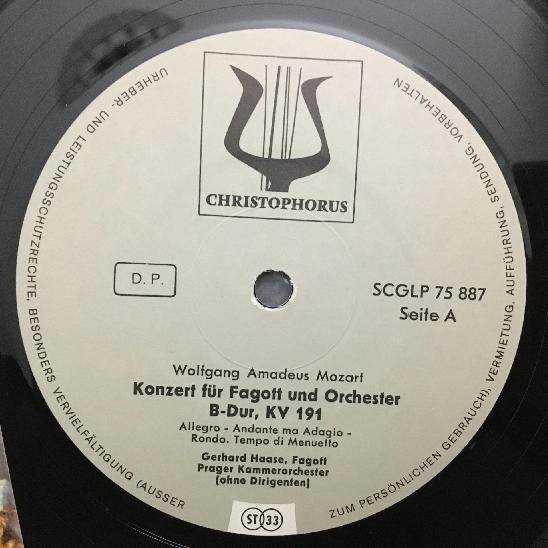 CHRISTOPHORUS
D. P.
SCGLP 75 887
Seite A
Wolfgang Amadeus Mozart
Konzert für Fagott und Orchester
B-Dur, KV 191
Allegro - Andante ma Adagio -
Rondo. Tempo di Menuetto
Gerhard Haase, Fagott
Prager Kammerorchester
(ohne Dirigenten)
ST 33
URHEBER- UND LEISTUNGSSCHUTZRECHTE, BESONDERS VERVIELFÄLTIGUNG (AUSSER
ZUM PERSÖNLICHEN GEBRAUCH), VERMIETUNG, AUFFÜHRUNG, SENDUNG, VORBEHALTEN